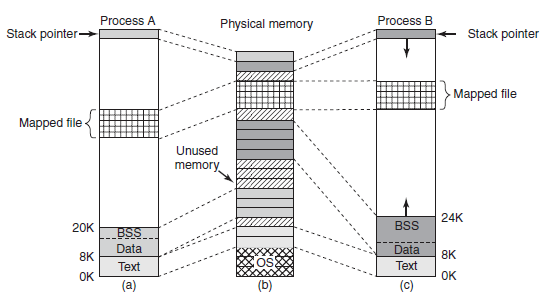 Process A
Physical memory
Process B
Stack pointer
Stack pointer
Mapped file
Mapped file
Unused
memory
20K
BSS
Data
8K
Text
0K
OS
24K
BSS
Data
8K
Text
0K
(a)
(b)
(c)